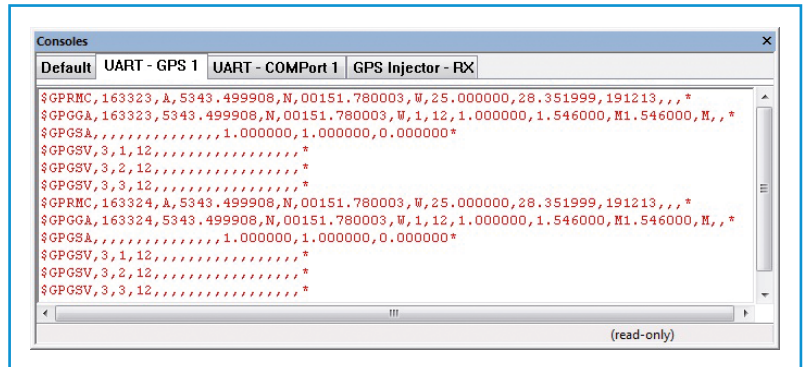 Consoles
Default UART - GPS 1 UART - COMPort 1 GPS Injector - RX
$GPRMC,163323,A,5343.499908,N,00151.780003,W,25.000000,28.351999,191213,,,*
$GPGGA,163323,5343.499908,N,00151.780003,W,1,12,1.000000,1.546000,M1.546000,M,,*
$GPGSA,,,,,,,,,,,,,,,1.000000,1.000000,0.000000*
$GPGSV,3,1,12,,,,,,,,,,,,,,,,,*
$GPGSV,3,2,12,,,,,,,,,,,,,,,,,*
$GPGSV,3,3,12,,,,,,,,,,,,,,,,,*
$GPRMC,163324,A,5343.499908,N,00151.780003,W,25.000000,28.351999,191213,,,*
$GPGGA,163324,5343.499908,N,00151.780003,W,1,12,1.000000,1.546000,M1.546000,M,,*
$GPGSA,,,,,,,,,,,,,,,1.000000,1.000000,0.000000*
$GPGSV,3,1,12,,,,,,,,,,,,,,,,,*
$GPGSV,3,2,12,,,,,,,,,,,,,,,,,*
$GPGSV,3,3,12,,,,,,,,,,,,,,,,,*
(read-only)